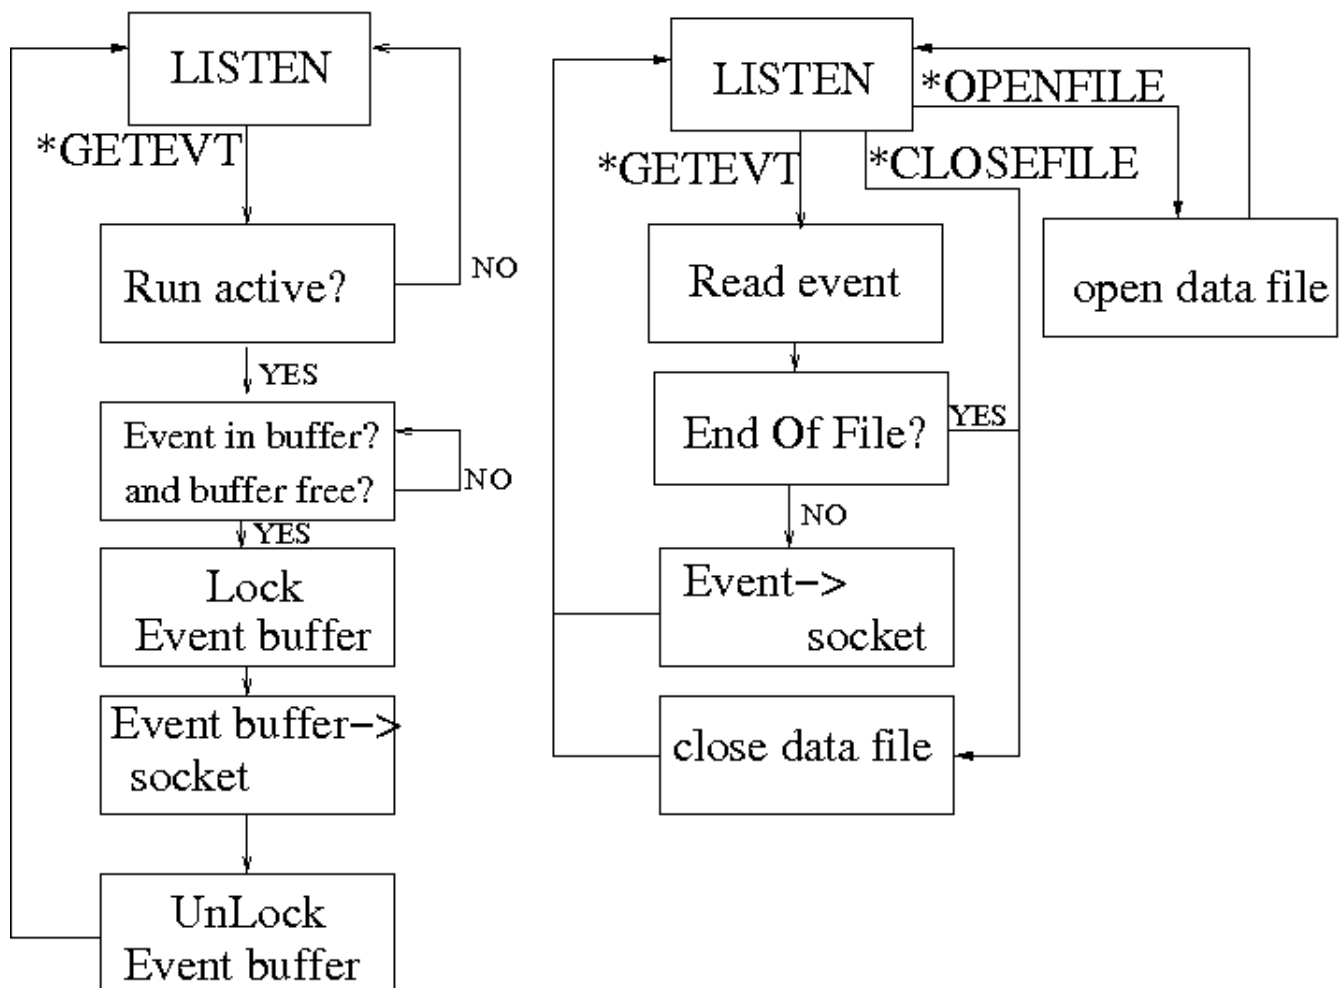 LISTEN
*GETEVT
Run active?
NO
YES
Event in buffer?
and buffer free?
NO
YES
Lock
Event buffer
Event buffer−>
socket
UnLock
Event buffer
LISTEN
*OPENFILE
*GETEVT
*CLOSEFILE
Read event
open data file
End Of File?
YES
NO
Event−>
socket
close data file